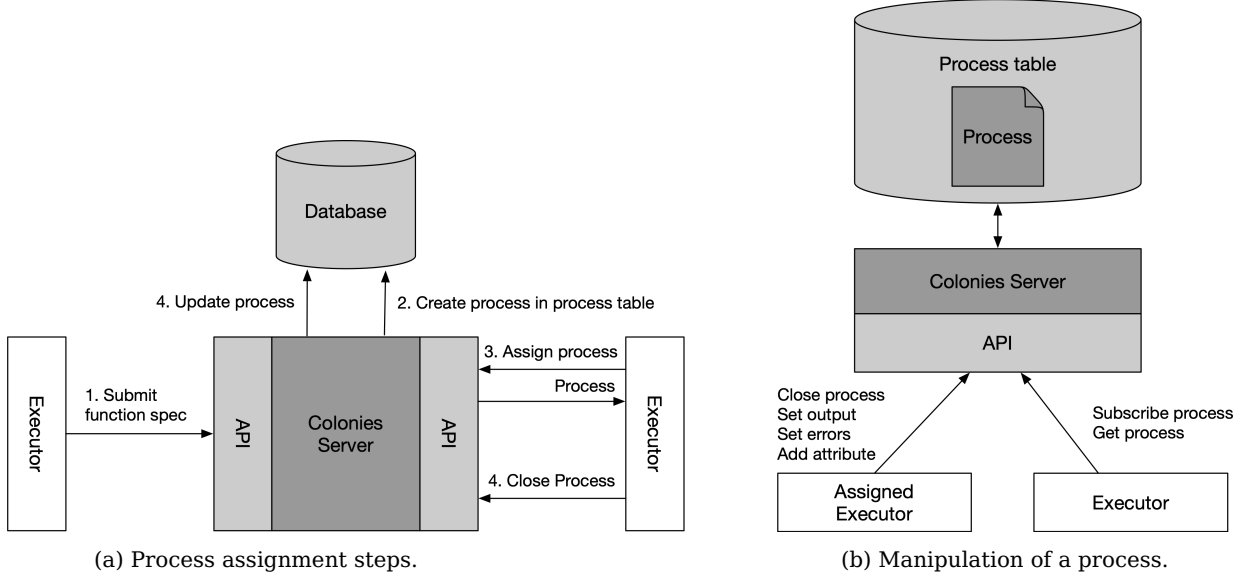 Database
4. Update process
2. Create process in process table
Executor
1. Submit
function spec
API
Colonies
Server
API
3. Assign process
Process
4. Close Process
Executor
(a) Process assignment steps.
Process table
Process
Colonies Server
API
Close process
Set output
Set errors
Add attribute
Subscribe process
Get process
Assigned
Executor
Executor
(b) Manipulation of a process.